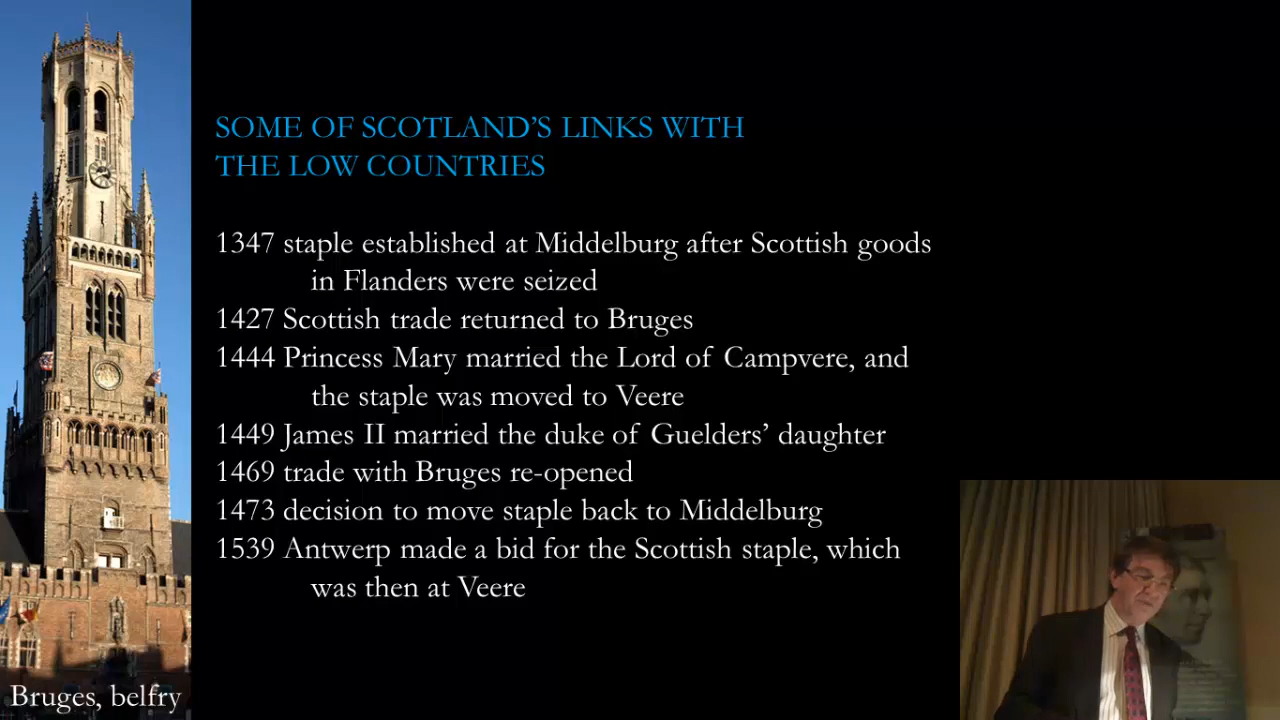 SOME OF SCOTLAND’S LINKS WITH
THE LOW COUNTRIES
1347 staple established at Middelburg after Scottish goods
in Flanders were seized
1427 Scottish trade returned to Bruges
1444 Princess Mary married the Lord of Campvere, and
the staple was moved to Veere
1449 James II married the duke of Guelders’ daughter
1469 trade with Bruges re-opened
1473 decision to move staple back to Middelburg
1539 Antwerp made a bid for the Scottish staple, which
was then at Veere
Bruges, belfry